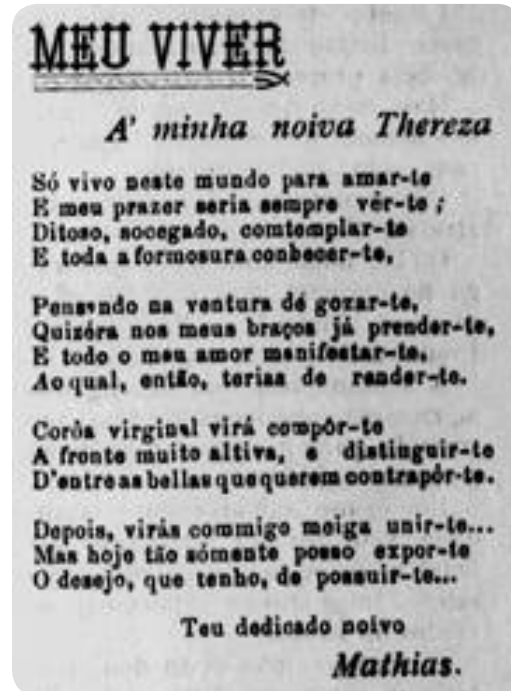 MEU VIVER
A' minha noiva Thereza
Só vivo neste mundo para amar-te
E meu prazer seria sempre vêr-te ;
Ditoso, socegado, comtemplar-te
E toda a formosura conhecer-te,
Pensando na ventura de gozar-te,
Quizéra nos meus braços já prender-te,
E todo o meu amor manifestar-te,
Ao qual, então, terias de render-te.
Corôa virginal virá compôr-te
A fronte muito altiva, e distinguir-te
D'entre as bellas que querem contrapôr-te.
Depois, virás commigo meiga unir-te...
Mas hoje tão sómente posso expor-te
O desejo, que tenho, de possuir-te...
Teu dedicado noivo
Mathias.